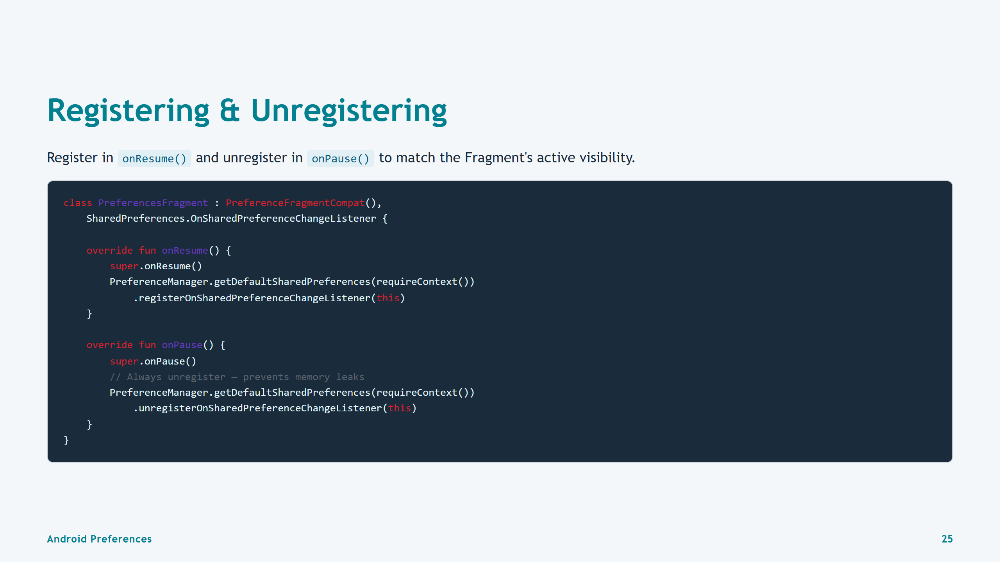 Registering & Unregistering
Register in onResume() and unregister in onPause() to match the Fragment's active visibility.
class PreferencesFragment : PreferenceFragmentCompat(),
    SharedPreferences.OnSharedPreferenceChangeListener {
    override fun onResume() {
        super.onResume()
        PreferenceManager.getDefaultSharedPreferences(requireContext())
            .registerOnSharedPreferenceChangeListener(this)
    }
    override fun onPause() {
        super.onPause()
        // Always unregister — prevents memory leaks
        PreferenceManager.getDefaultSharedPreferences(requireContext())
            .unregisterOnSharedPreferenceChangeListener(this)
    }
}
Android Preferences
25